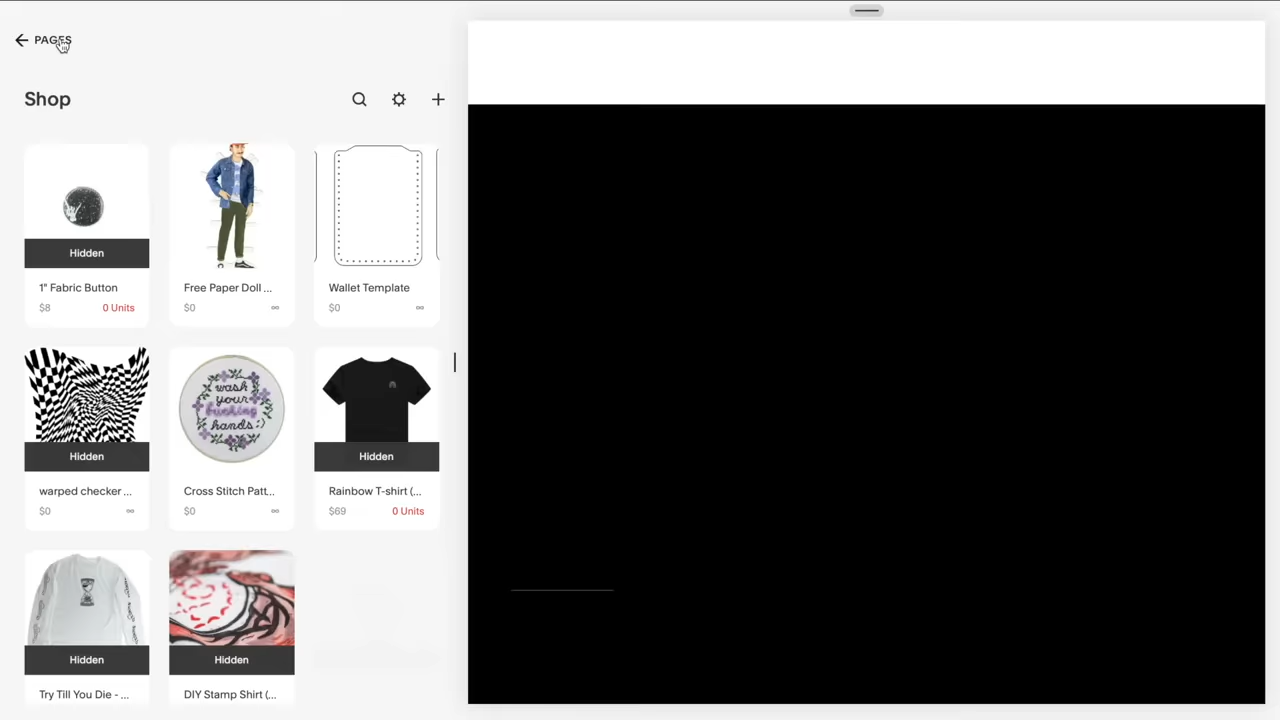 PAGES
Shop
Hidden
1" Fabric Button
$8
0 Units
Free Paper Doll ...
$0
∞
Wallet Template
$0
∞
Hidden
warped checker ...
$0
∞
wash
your
fucking
hands :)
Cross Stitch Patt...
$0
∞
Hidden
Rainbow T-shirt (...
$69
0 Units
Hidden
Try Till You Die - ...
Hidden
DIY Stamp Shirt (...